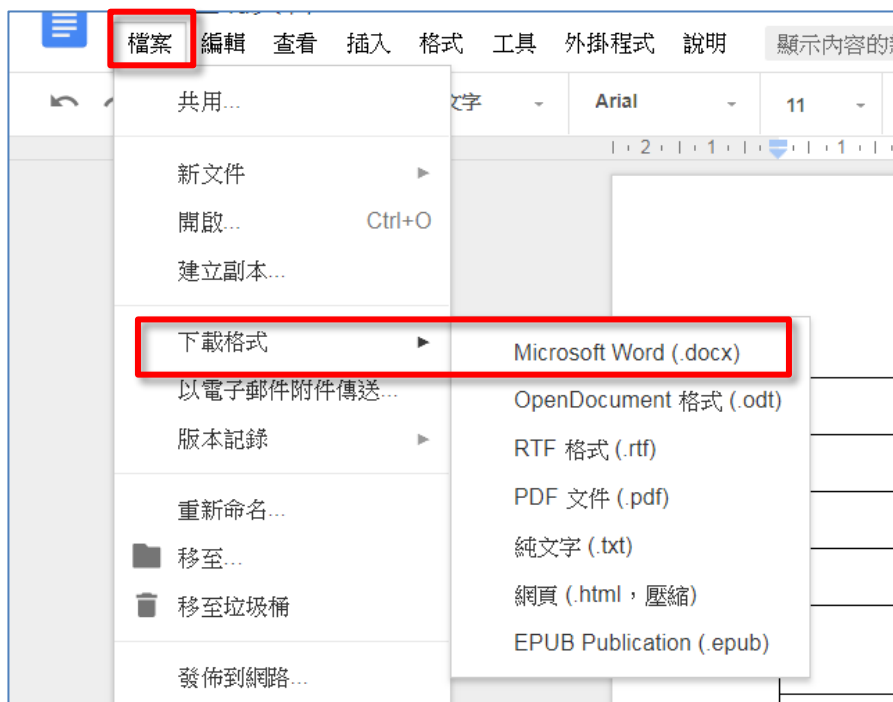 檔案 編輯 查看 插入 格式 工具 外掛程式 說明 顯示內容的
文字 Arial 11
2 1 1
共用...
新文件
開啟... Ctrl+O
建立副本...
下載格式
以電子郵件附件傳送...
版本記錄
重新命名...
移至...
移至垃圾桶
發佈到網路...
Microsoft Word (.docx)
OpenDocument 格式 (.odt)
RTF 格式 (.rtf)
PDF 文件 (.pdf)
純文字 (.txt)
網頁 (.html，壓縮)
EPUB Publication (.epub)